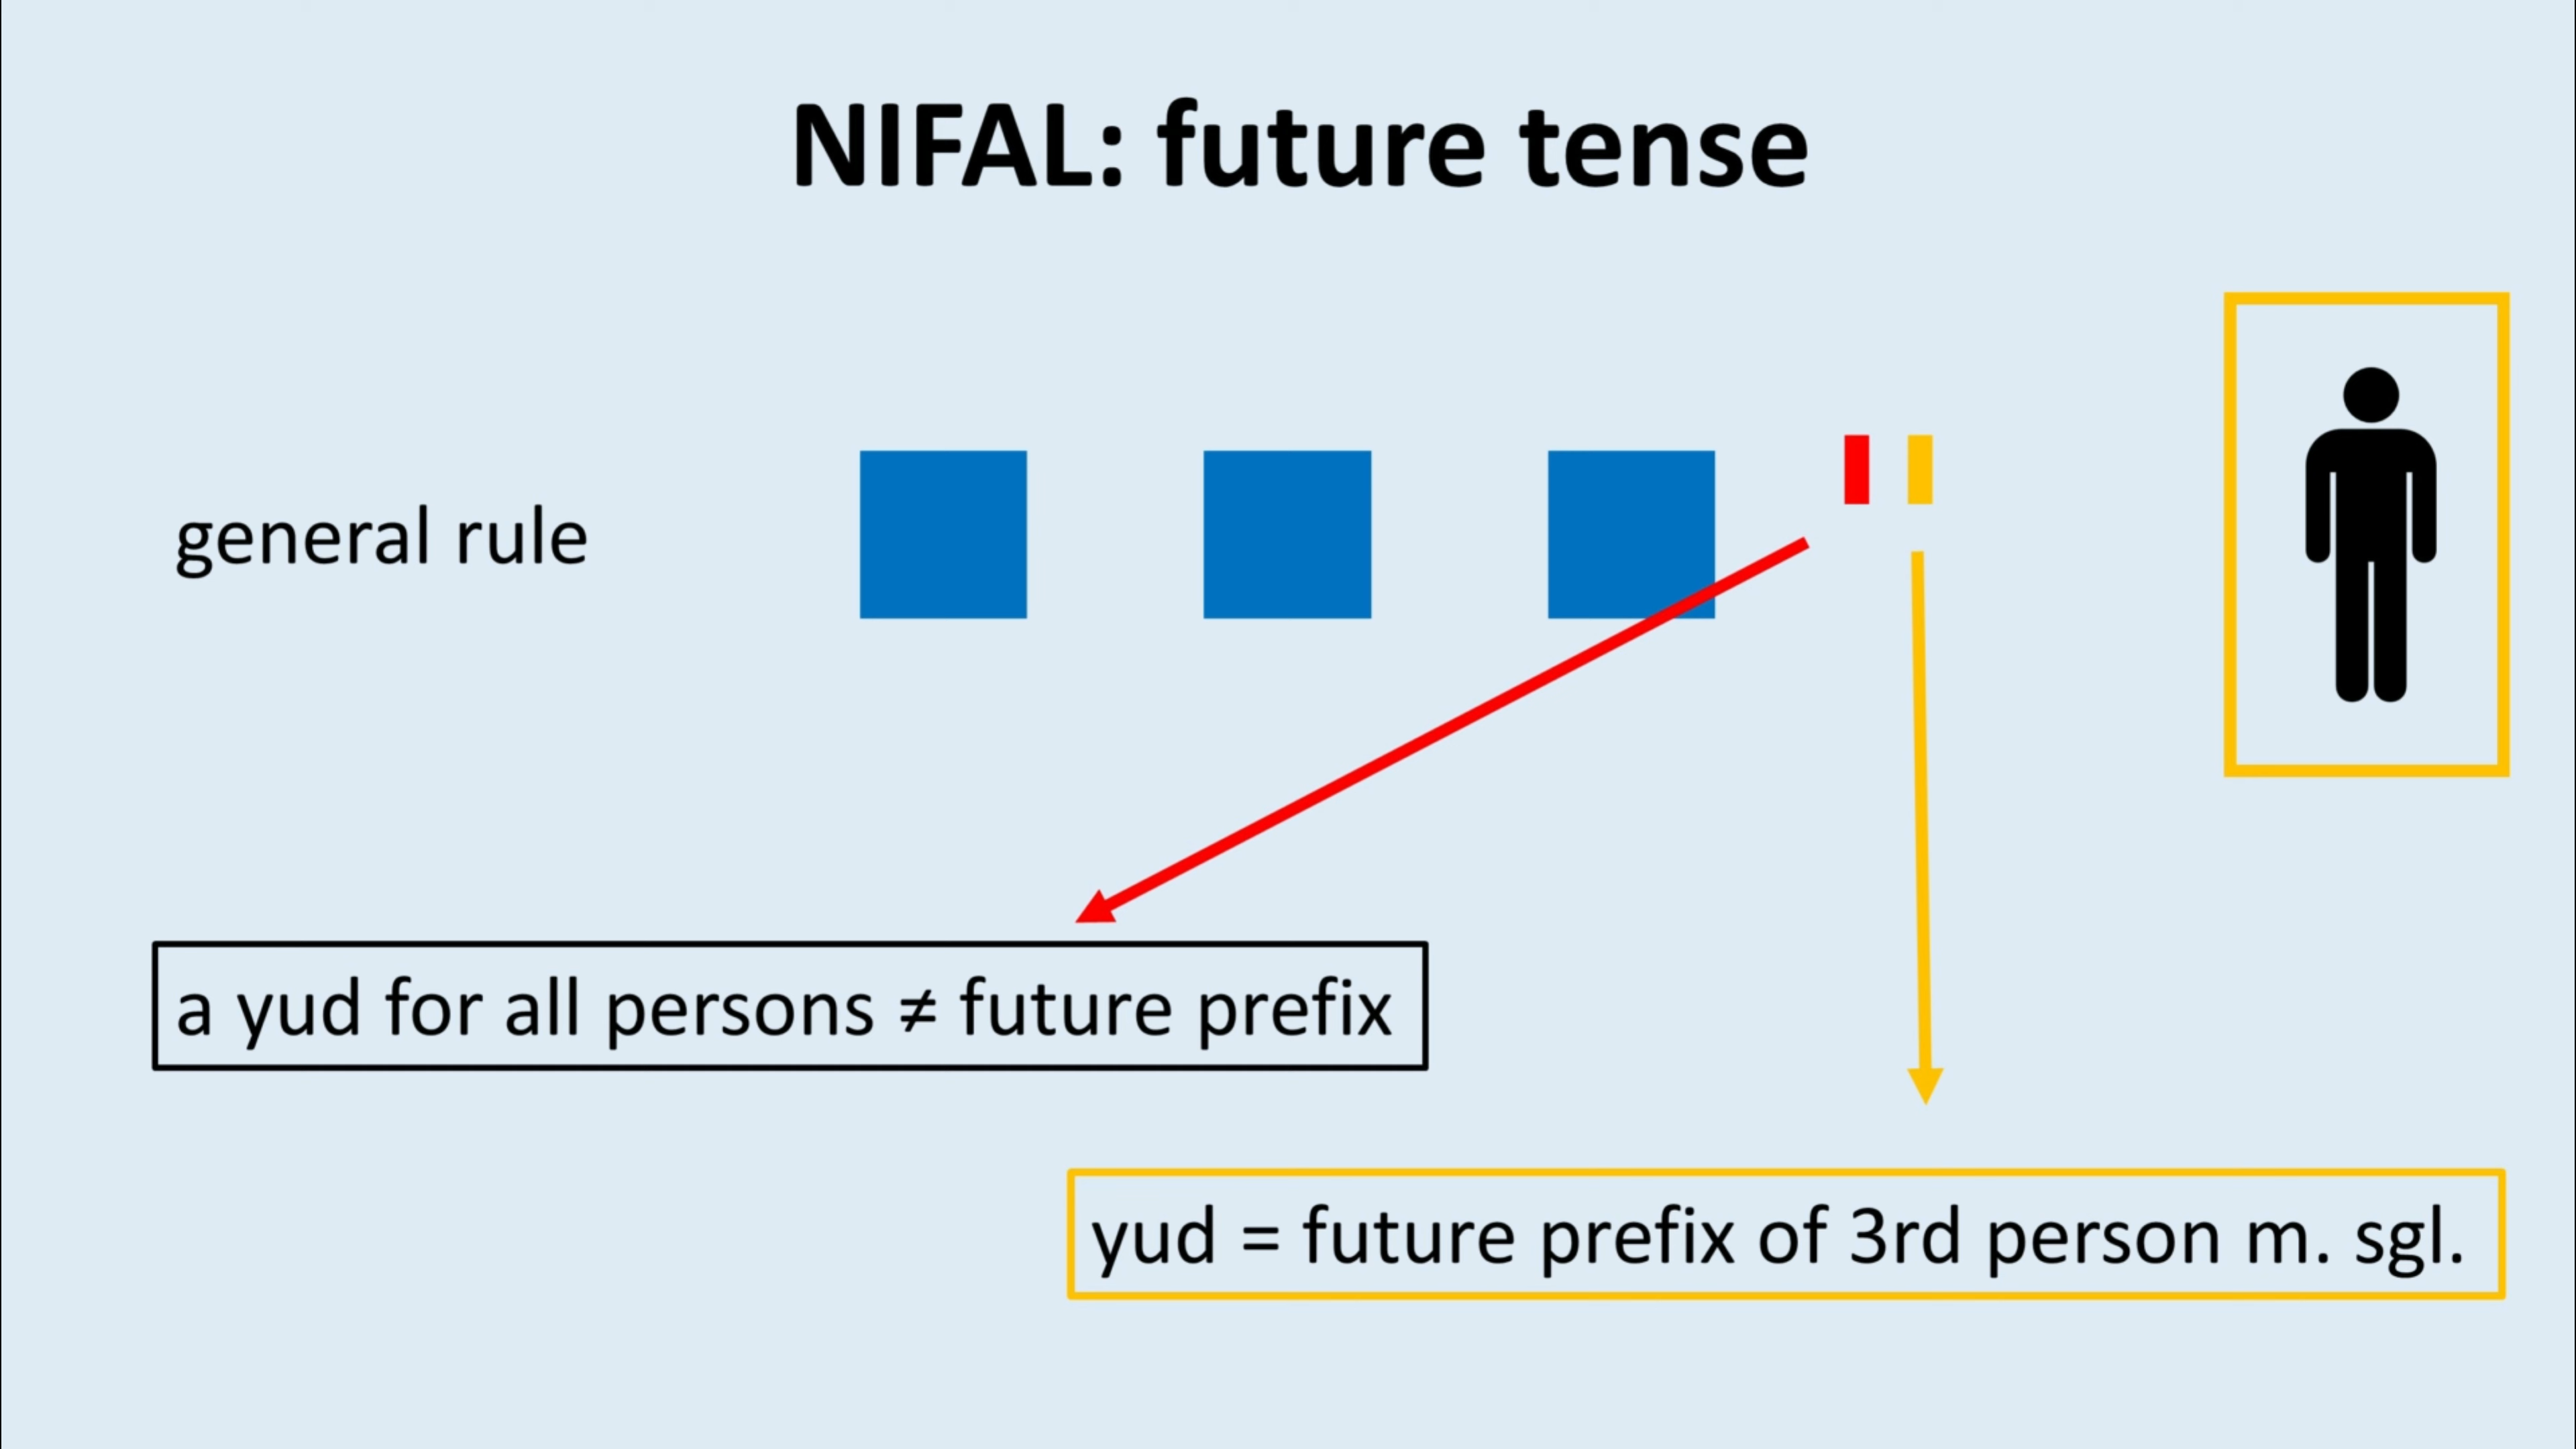 NIFAL: future tense
general rule
a yud for all persons ≠ future prefix
yud = future prefix of 3rd person m. sgl.